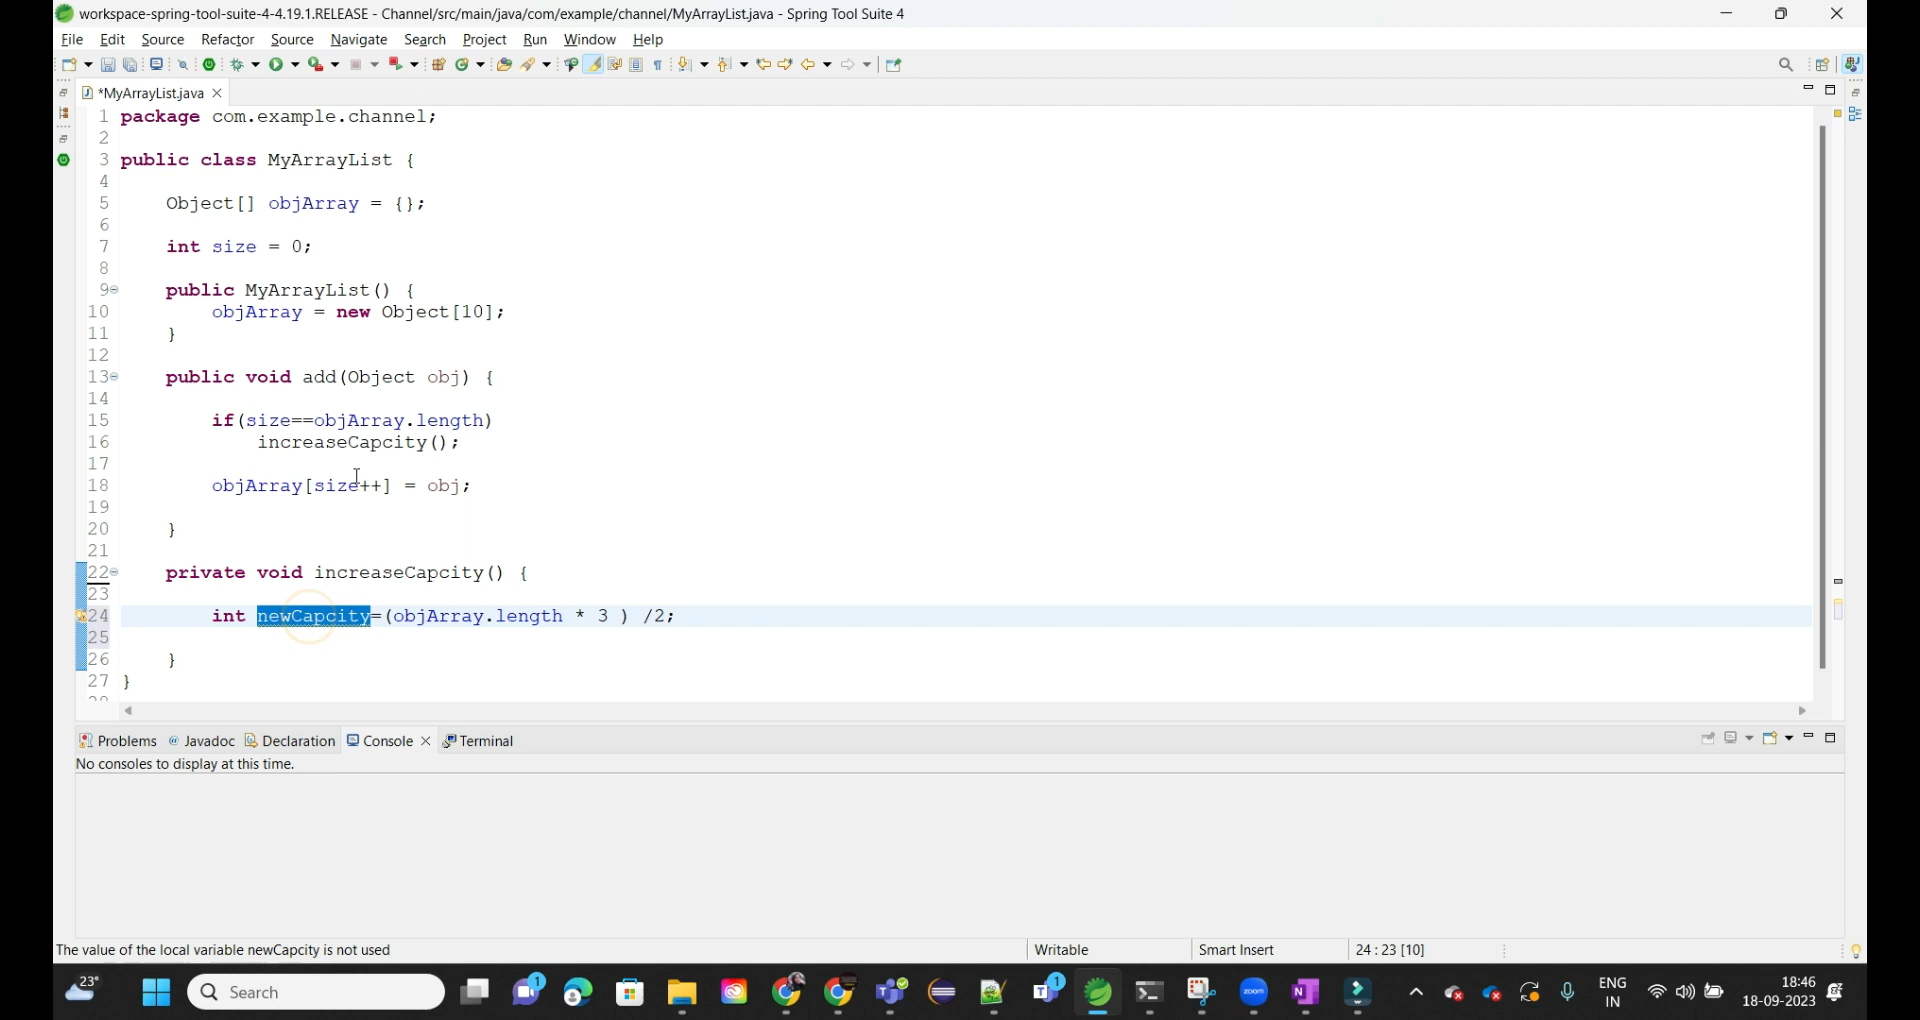 workspace-spring-tool-suite-4-4.19.1.RELEASE - Channel/src/main/java/com/example/channel/MyArrayList.java - Spring Tool Suite 4
File Edit Source Refactor Source Navigate Search Project Run Window Help
*MyArrayList.java
1 package com.example.channel;
2
3 public class MyArrayList {
4
5 Object[] objArray = {};
6
7 int size = 0;
8
9 public MyArrayList() {
10 objArray = new Object[10];
11 }
12
13 public void add(Object obj) {
14
15 if(size==objArray.length)
16 increaseCapcity();
17
18 objArray[size++] = obj;
19
20 }
21
22 private void increaseCapcity() {
23
24 int newCapcity=(objArray.length * 3 ) /2;
25
26 }
27 }
Problems Javadoc Declaration Console Terminal
No consoles to display at this time.
The value of the local variable newCapcity is not used Writable Smart Insert 24 : 23 [10]
23° Search 1 1 zoom ENG 18:46
IN 18-09-2023